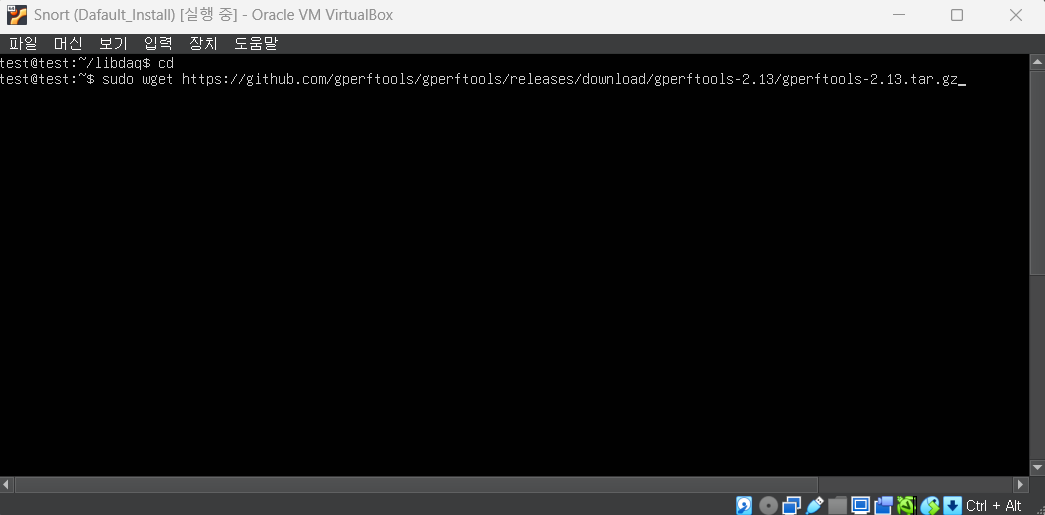 Snort (Dafault_Install) [실행 중] - Oracle VM VirtualBox
파일 머신 보기 입력 장치 도움말
test@test:~/libdaq$ cd
test@test:~$ sudo wget https://github.com/gperftools/gperftools/releases/download/gperftools-2.13/gperftools-2.13.tar.gz_
Ctrl + Alt